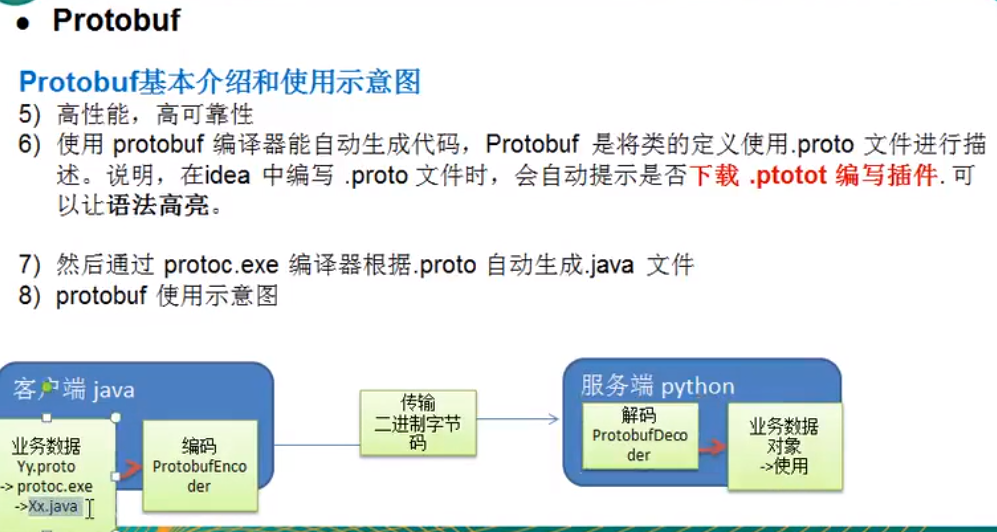 ● Protobuf
Protobuf基本介绍和使用示意图
5) 高性能，高可靠性
6) 使用 protobuf 编译器能自动生成代码，Protobuf 是将类的定义使用.proto 文件进行描
述。说明，在idea 中编写 .proto 文件时，会自动提示是否下载 .ptotot 编写插件. 可
以让语法高亮。
7) 然后通过 protoc.exe 编译器根据.proto 自动生成.java 文件
8) protobuf 使用示意图
客户端 java
业务数据
Yy.proto
-> protoc.exe
->Xx.java
编码
ProtobufEnco
der
传输
二进制字节
码
服务端 python
解码
ProtobufDeco
der
业务数据
对象
->使用